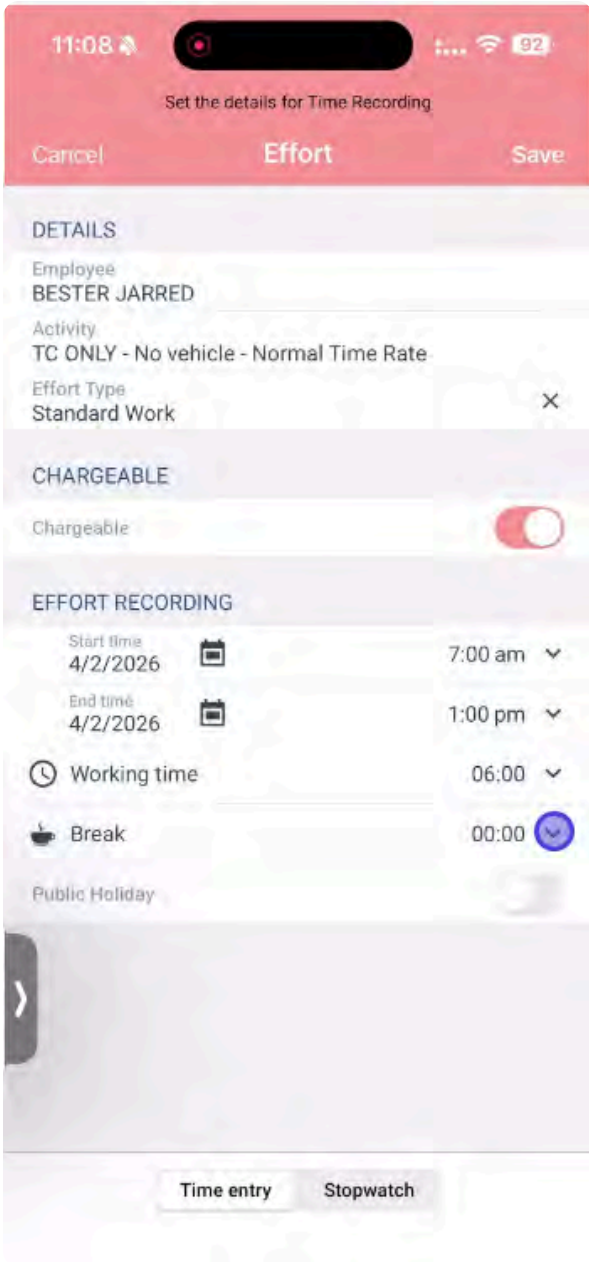 11:08
92
Set the details for Time Recording
Cancel Effort Save
DETAILS
Employee
BESTER JARRED
Activity
TC ONLY - No vehicle - Normal Time Rate
Effort Type
Standard Work
CHARGEABLE
Chargeable
EFFORT RECORDING
Start time
4/2/2026 7:00 am
End time
4/2/2026 1:00 pm
Working time 06:00
Break 00:00
Public Holiday
Time entry Stopwatch